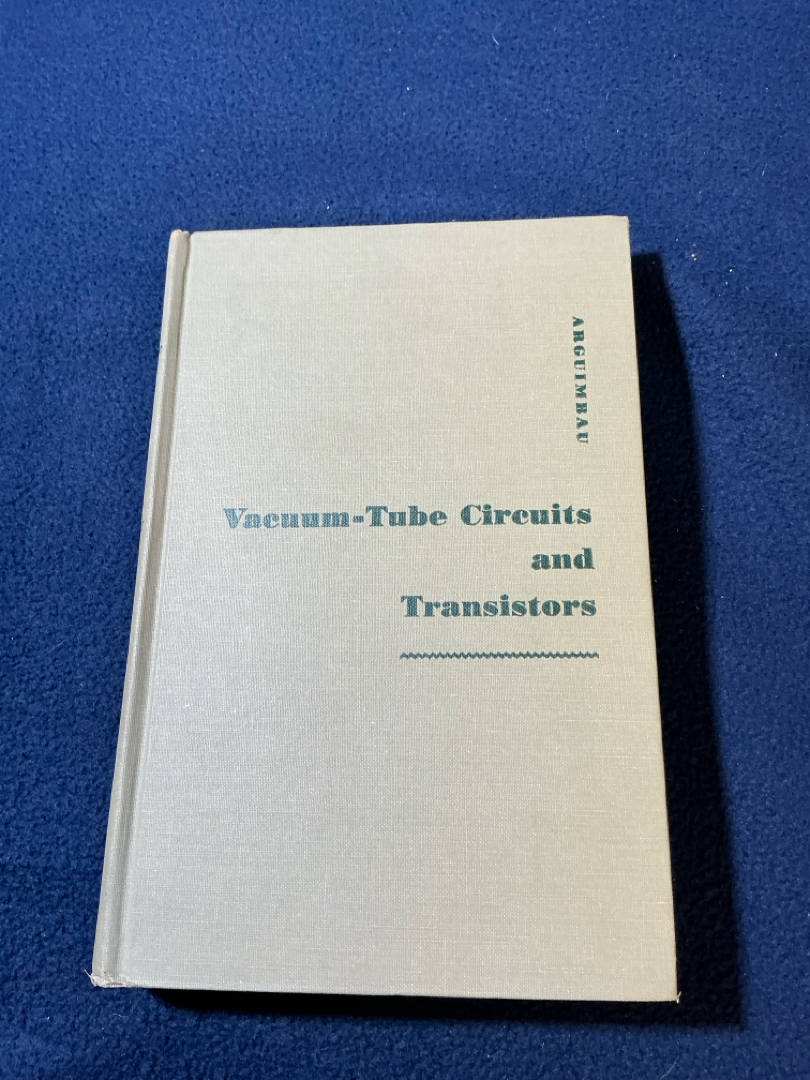 ARGUIMBAU
Vacuum-Tube Circuits
and
Transistors